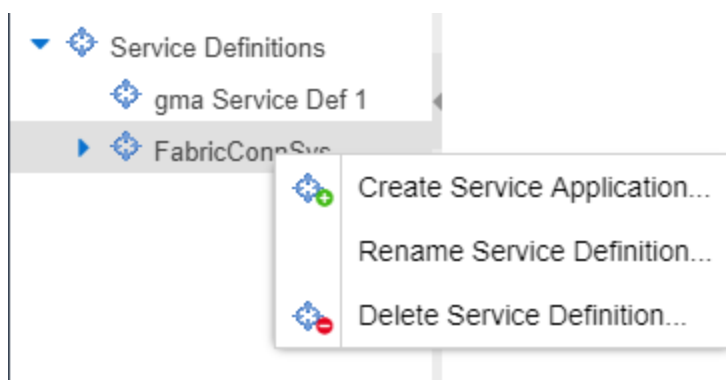 Service Definitions
gma Service Def 1
FabricConnSys
Create Service Application...
Rename Service Definition...
Delete Service Definition...